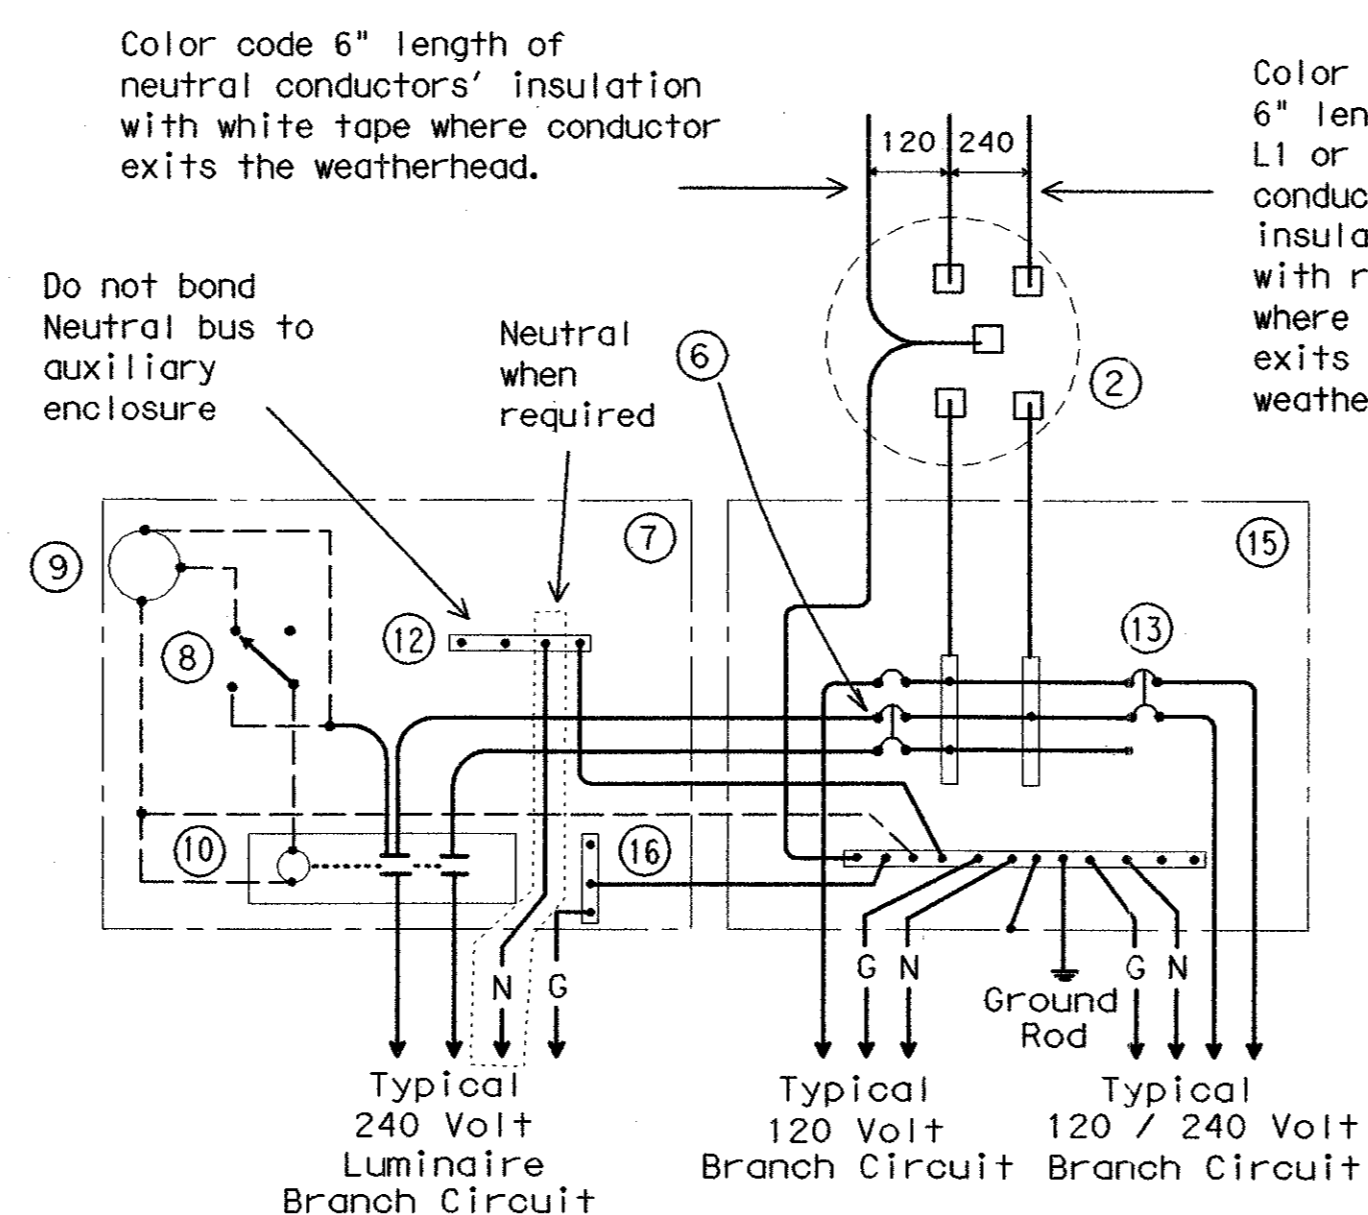 Color code 6" length of
neutral conductors' insulation
with white tape where conductor
exits the weatherhead.
120 240
Color
6" len
L1 or
conduc
insula
with r
where
exits
weathe
Do not bond
Neutral bus to
auxiliary
enclosure
Neutral
when
required
6
2
7
15
9
12
13
8
10
16
N
G
G
N
G
N
Ground
Rod
Typical
240 Volt
Luminaire
Branch Circuit
Typical
120 Volt
Branch Circuit
Typical
120 / 240 Volt
Branch Circuit